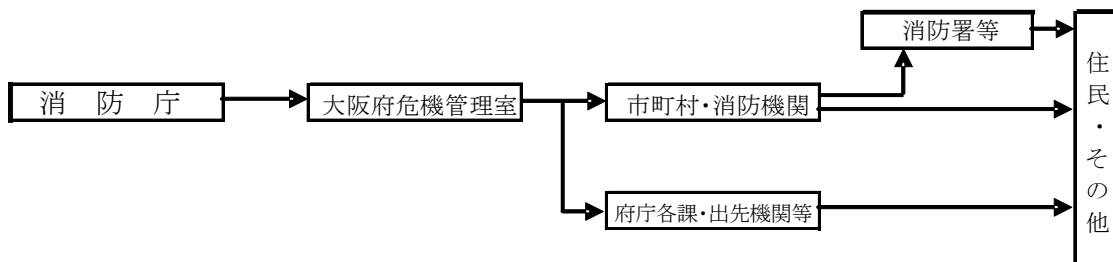 消防署等
消防庁
大阪府危機管理室
市町村・消防機関
府庁各課・出先機関等
住民・その他